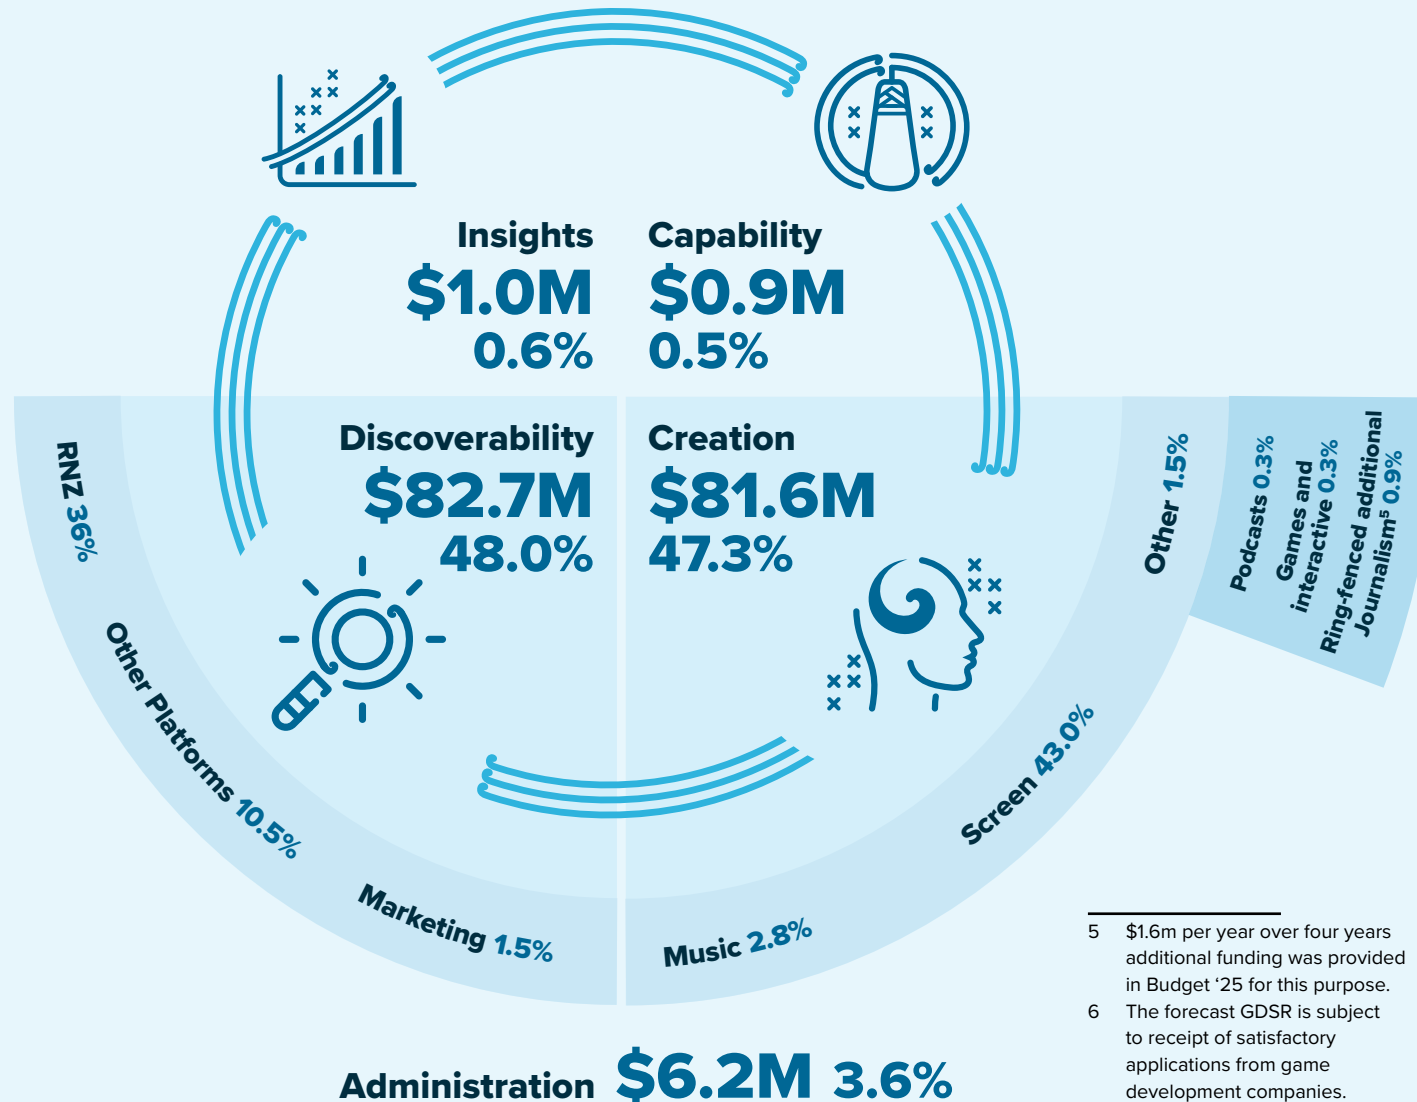 Insights
$1.0M
0.6%
Capability
$0.9M
0.5%
Discoverability
$82.7M
48.0%
Creation
$81.6M
47.3%
RNZ 36%
Other Platforms 10.5%
Marketing 1.5%
Music 2.8%
Screen 43.0%
Other 1.5%
Podcasts 0.3%
Games and
interactive 0.3%
Ring-fenced additional
Journalism⁵ 0.9%
Administration $6.2M 3.6%
5 $1.6m per year over four years
additional funding was provided
in Budget ‘25 for this purpose.
6 The forecast GDSR is subject
to receipt of satisfactory
applications from game
development companies.